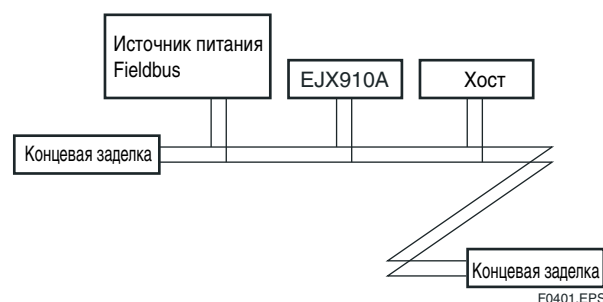 Источник питания
Fieldbus
EJX910A
Хост
Концевая заделка
Концевая заделка
F0401.EPS